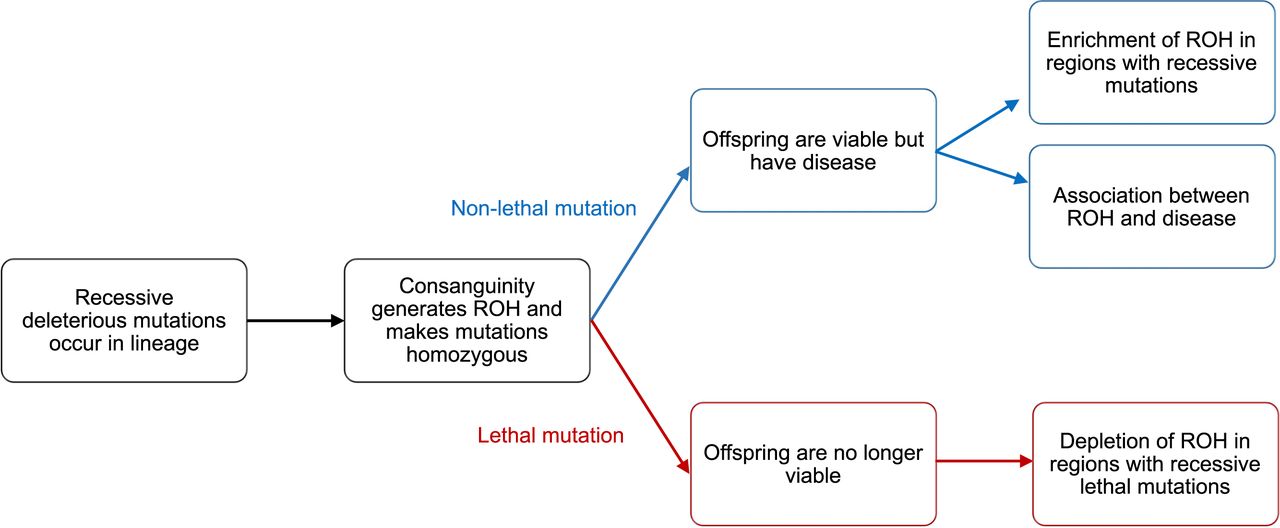 Recessive
deleterious mutations
occur in lineage
Consanguinity
generates ROH and
makes mutations
homozygous
Non-lethal mutation
Offspring are viable but
have disease
Enrichment of ROH in
regions with recessive
mutations
Association between
ROH and disease
Lethal mutation
Offspring are no longer
viable
Depletion of ROH in
regions with recessive
lethal mutations